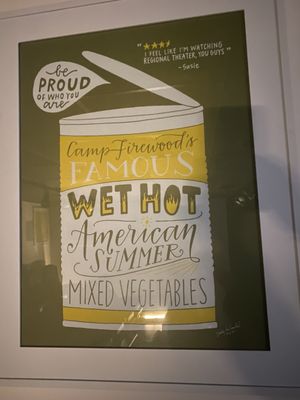 ★★★
" I FEEL LIKE I'M WATCHING
REGIONAL THEATER, YOU GUYS "
- Susie
be
PROUD
OF WHO YOU
are
Camp Firewood's
FAMOUS
WET HOT
American
SUMMER
MIXED VEGETABLES